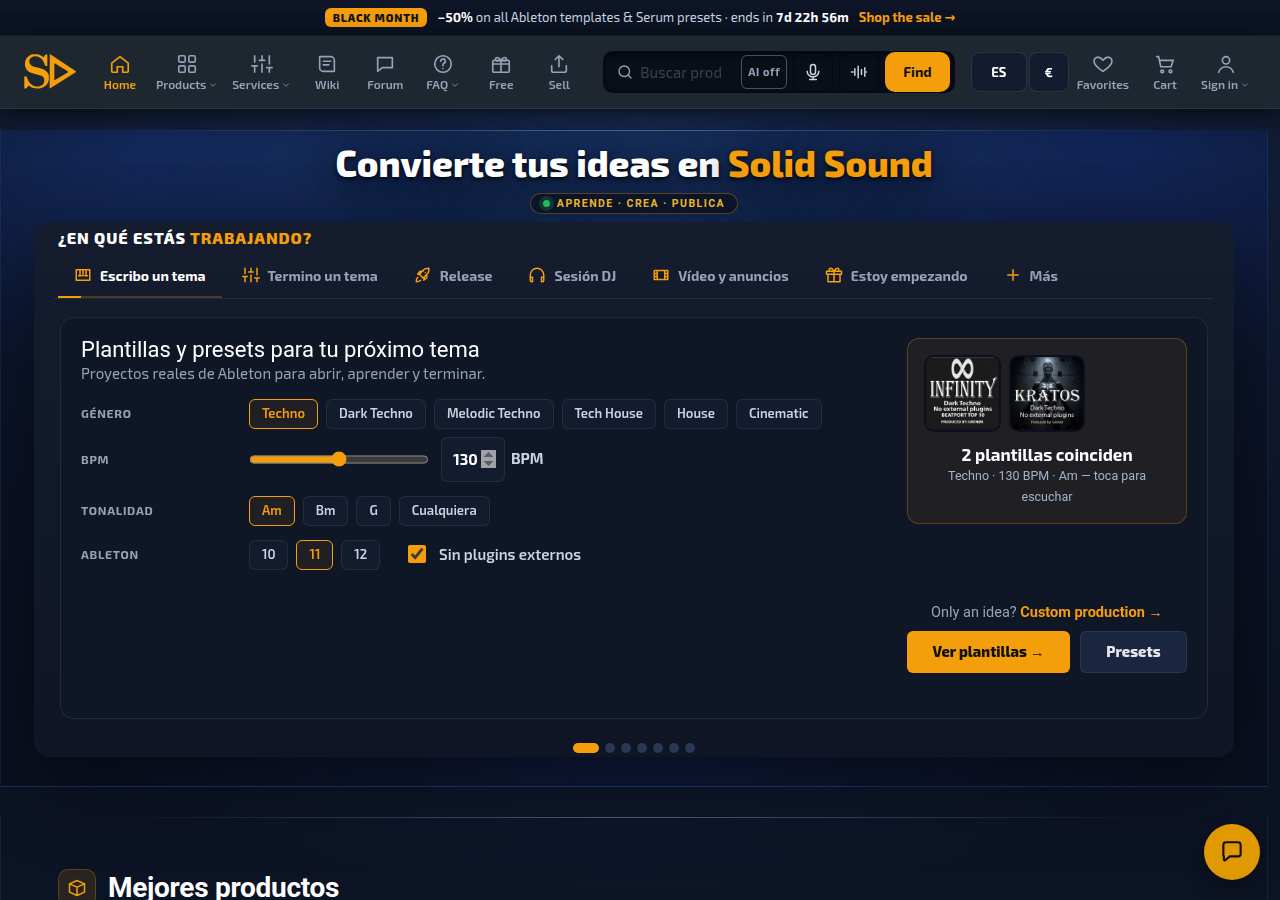 BLACK MONTH −50% on all Ableton templates & Serum presets · ends in 7d 22h 56m Shop the sale →
Home Products Services Wiki Forum FAQ Free Sell
Buscar prod AI off Find
ES € Favorites Cart Sign in
Convierte tus ideas en Solid Sound
APRENDE · CREA · PUBLICA
¿EN QUÉ ESTÁS TRABAJANDO?
Escribo un tema Termino un tema Release Sesión DJ Vídeo y anuncios Estoy empezando Más
Plantillas y presets para tu próximo tema
Proyectos reales de Ableton para abrir, aprender y terminar.
GÉNERO Techno Dark Techno Melodic Techno Tech House House Cinematic
BPM 130 BPM
TONALIDAD Am Bm G Cualquiera
ABLETON 10 11 12 Sin plugins externos
INFINITY
Dark Techno
No external plugins
BEATPORT TOP 10
KRATOS
Dark Techno
No external plugins
2 plantillas coinciden
Techno · 130 BPM · Am — toca para
escuchar
Only an idea? Custom production →
Ver plantillas → Presets
Mejores productos